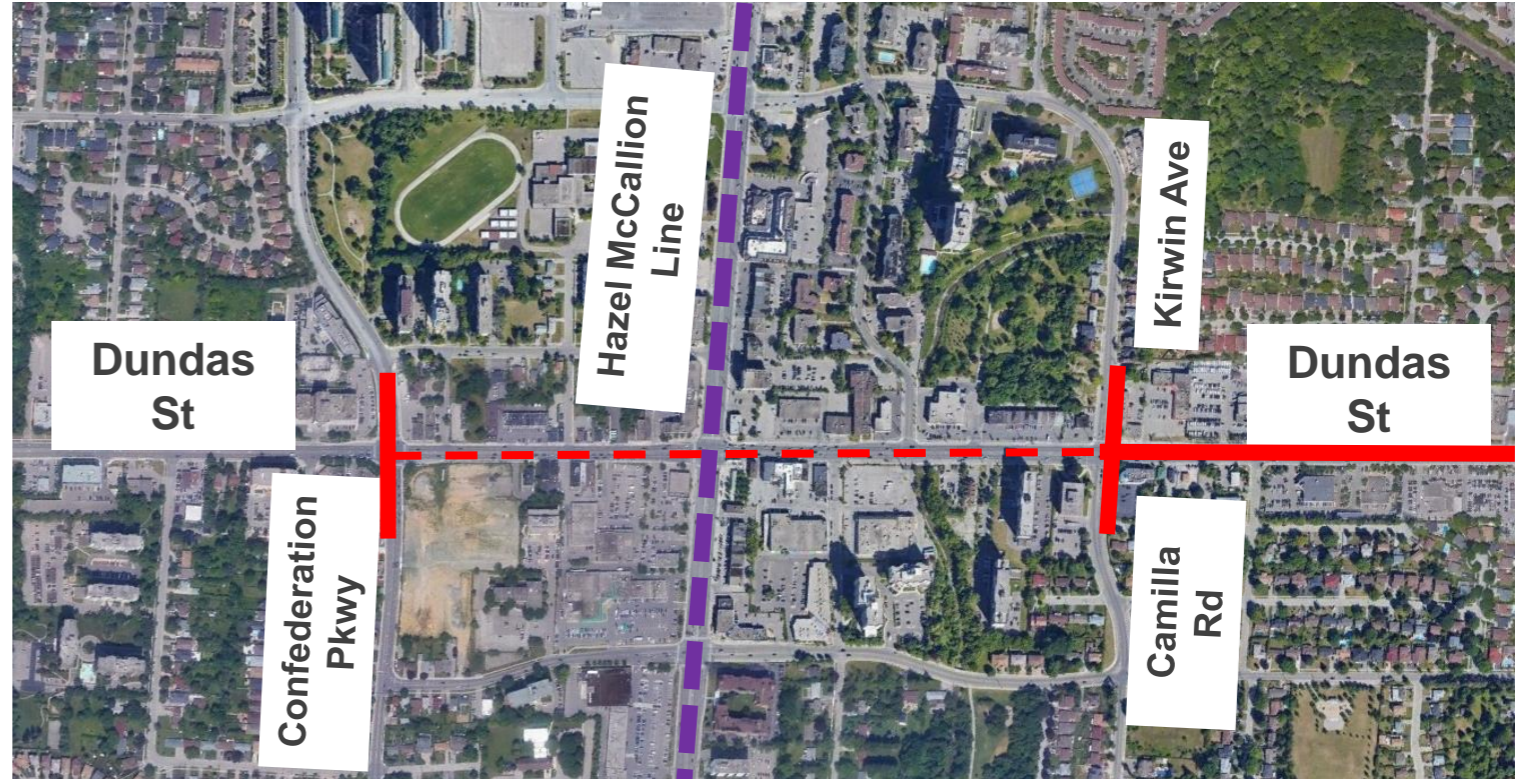 Hazel McCallion
Line
Kirwin Ave
Dundas
St
Dundas
St
Confederation
Pkwy
Camilla
Rd